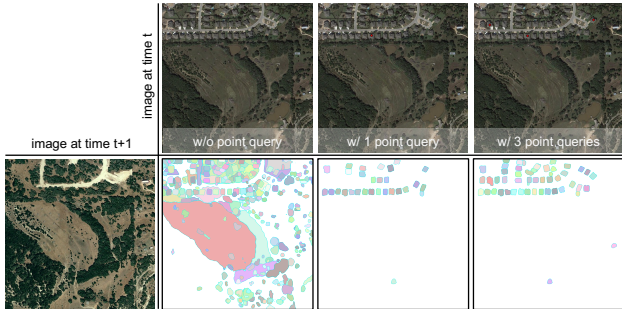 image at time t
w/o point query
w/ 1 point query
w/ 3 point queries
image at time t+1